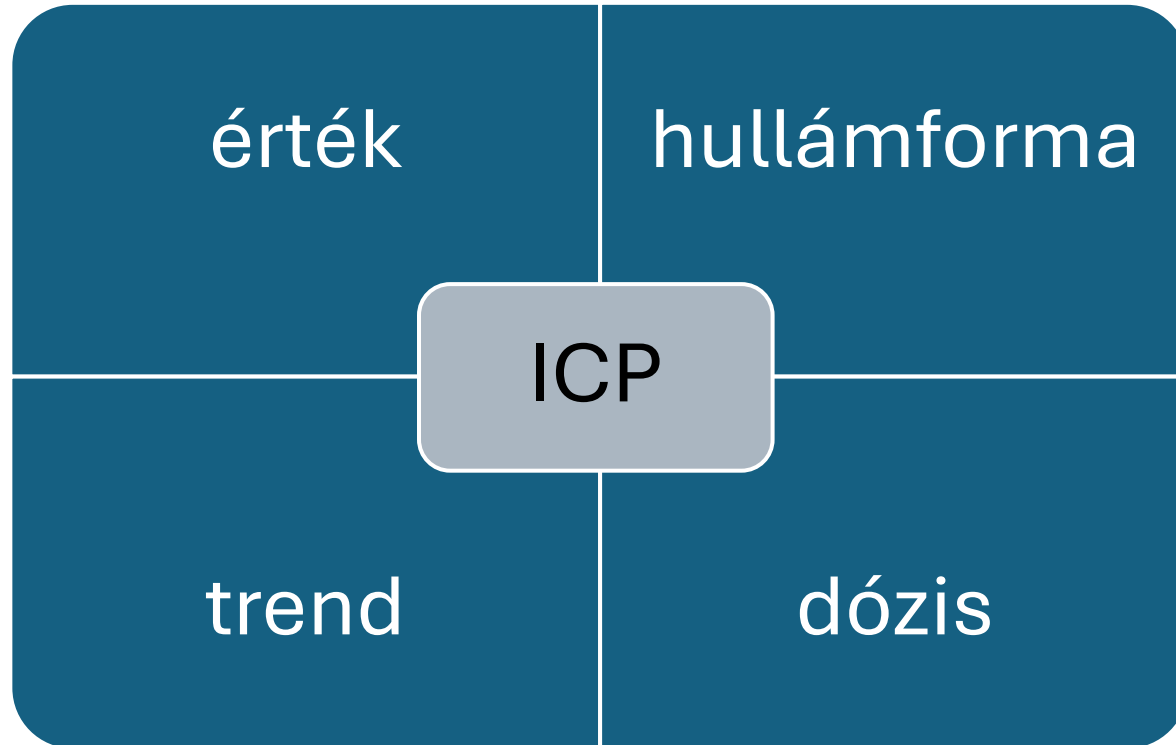 érték
hullámforma
ICP
trend
dózis